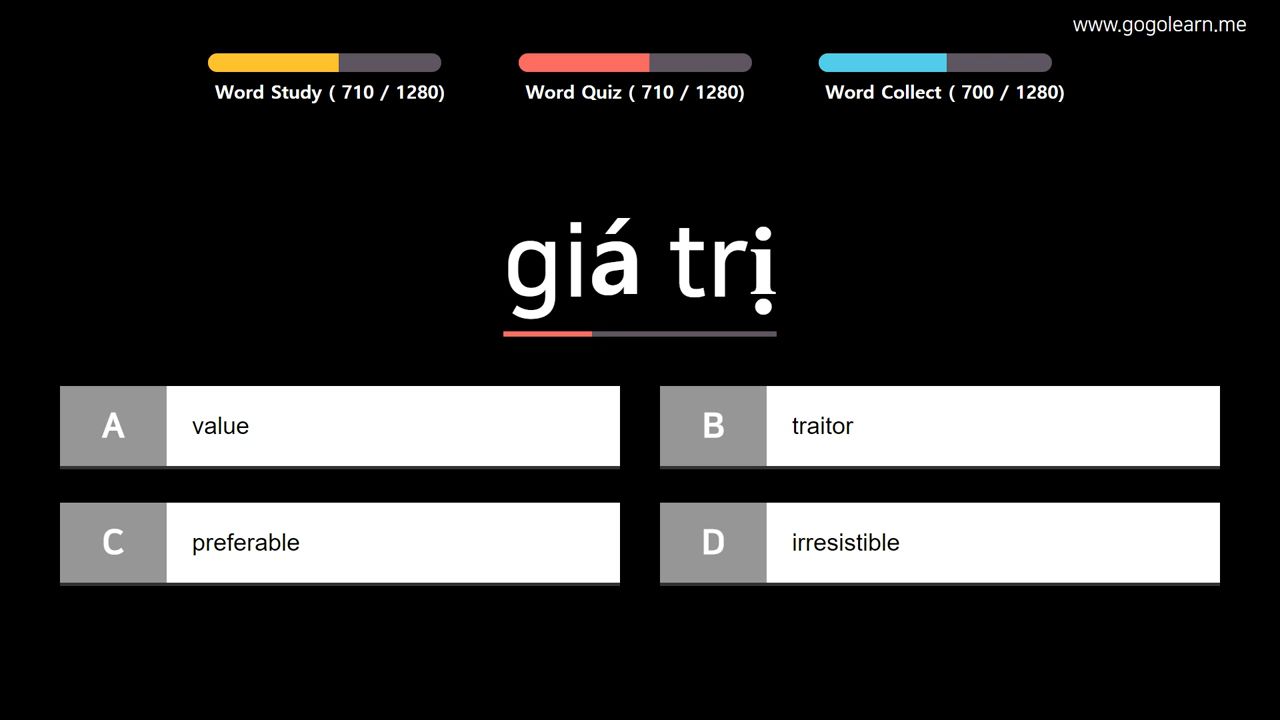 www.gogolearn.me
Word Study ( 710 / 1280)
Word Quiz ( 710 / 1280)
Word Collect ( 700 / 1280)
giá trị
A value
B traitor
C preferable
D irresistible